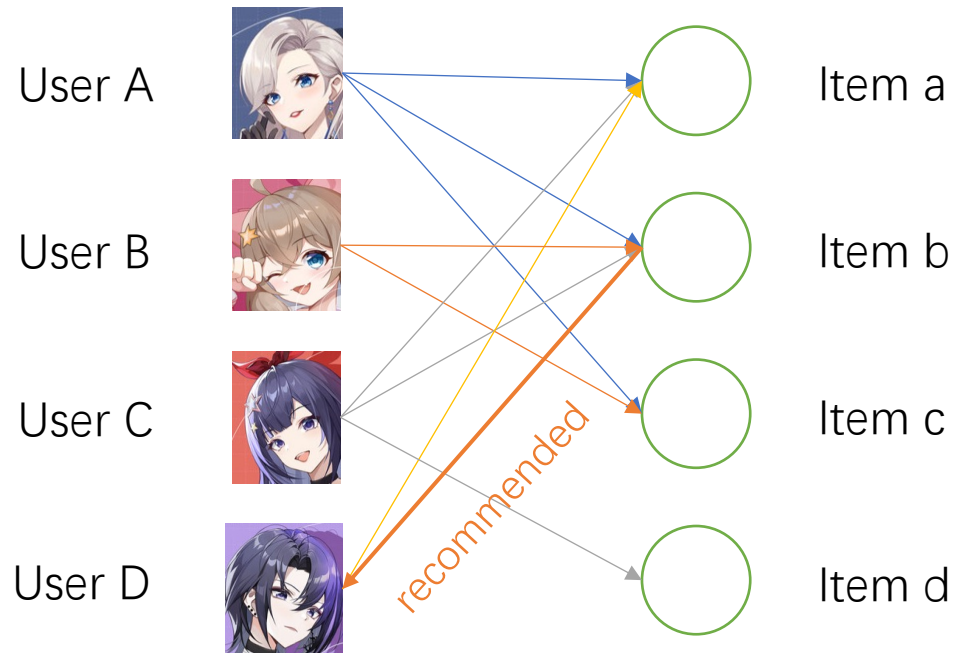 User A
Item a
User B
Item b
User C
Item c
recommended
User D
Item d